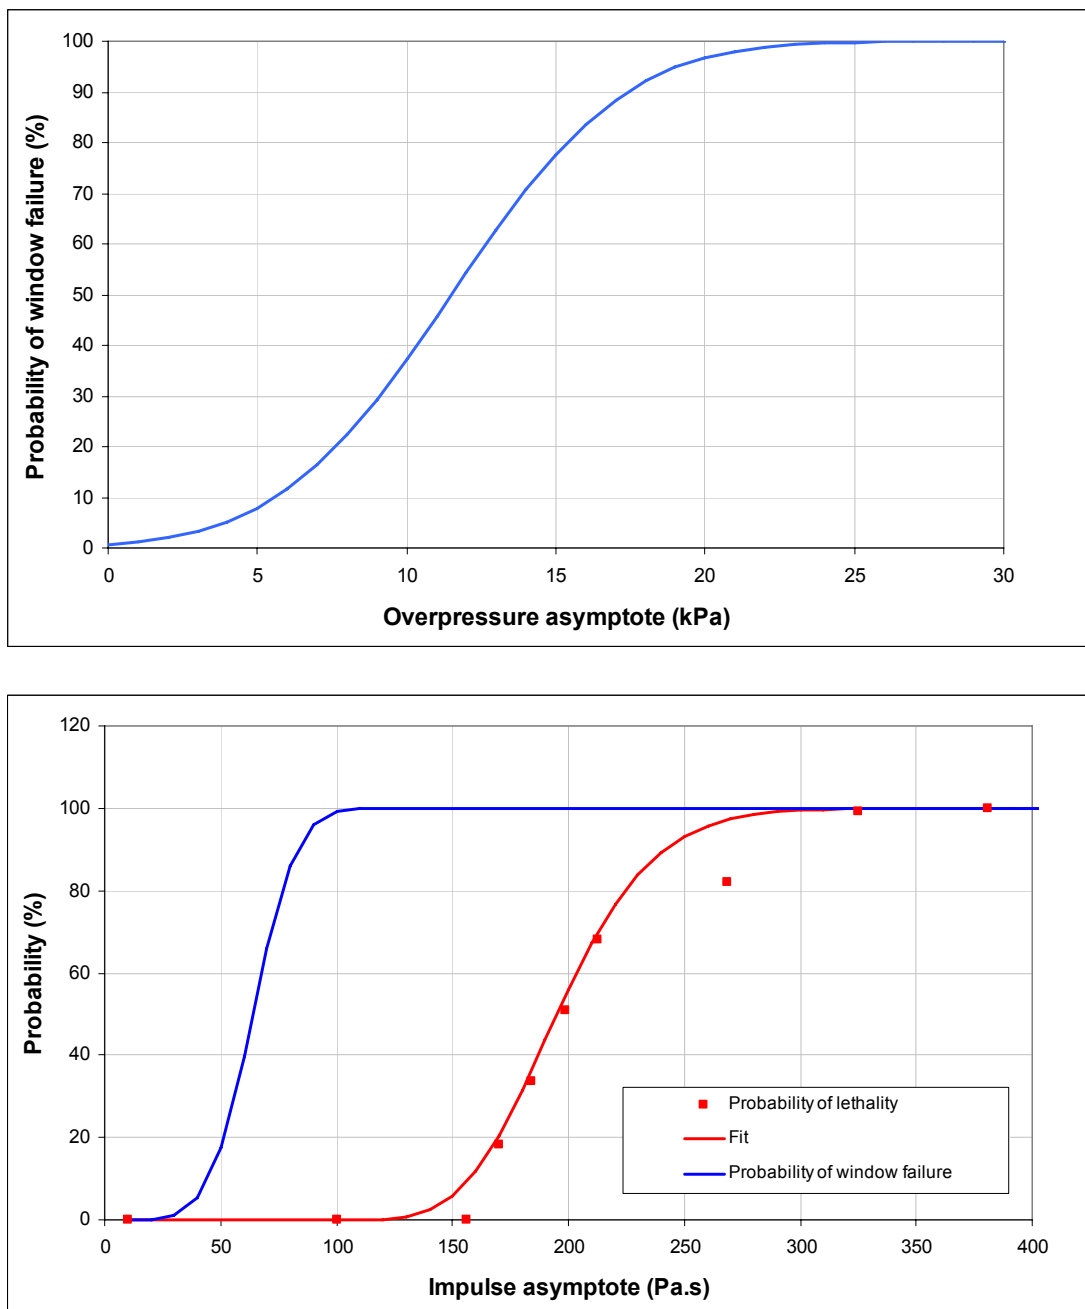 100
90
80
70
60
50
40
30
20
10
0
Probability of window failure (%)
0 5 10 15 20 25 30
Overpressure asymptote (kPa)
120
100
80
60
40
20
0
Probability (%)
Probability of lethality
Fit
Probability of window failure
0 50 100 150 200 250 300 350 400
Impulse asymptote (Pa.s)